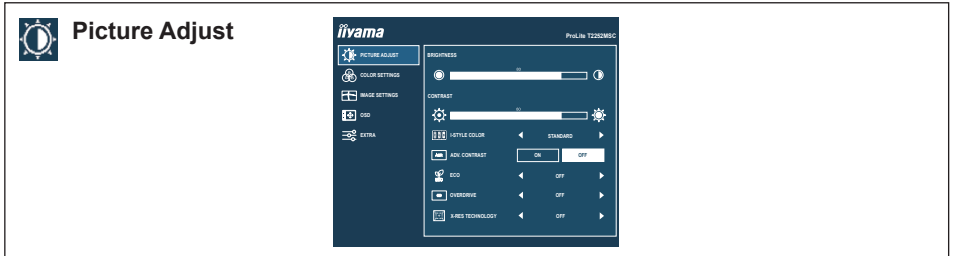 Picture Adjust
iiyama
ProLite T2252MSC
PICTURE ADJUST
COLOR SETTINGS
IMAGE SETTINGS
OSD
EXTRA
BRIGHTNESS
CONTRAST
I-STYLE COLOR STANDARD
ADV. CONTRAST ON OFF
ECO OFF
OVERDRIVE OFF
X-RES TECHNOLOGY OFF